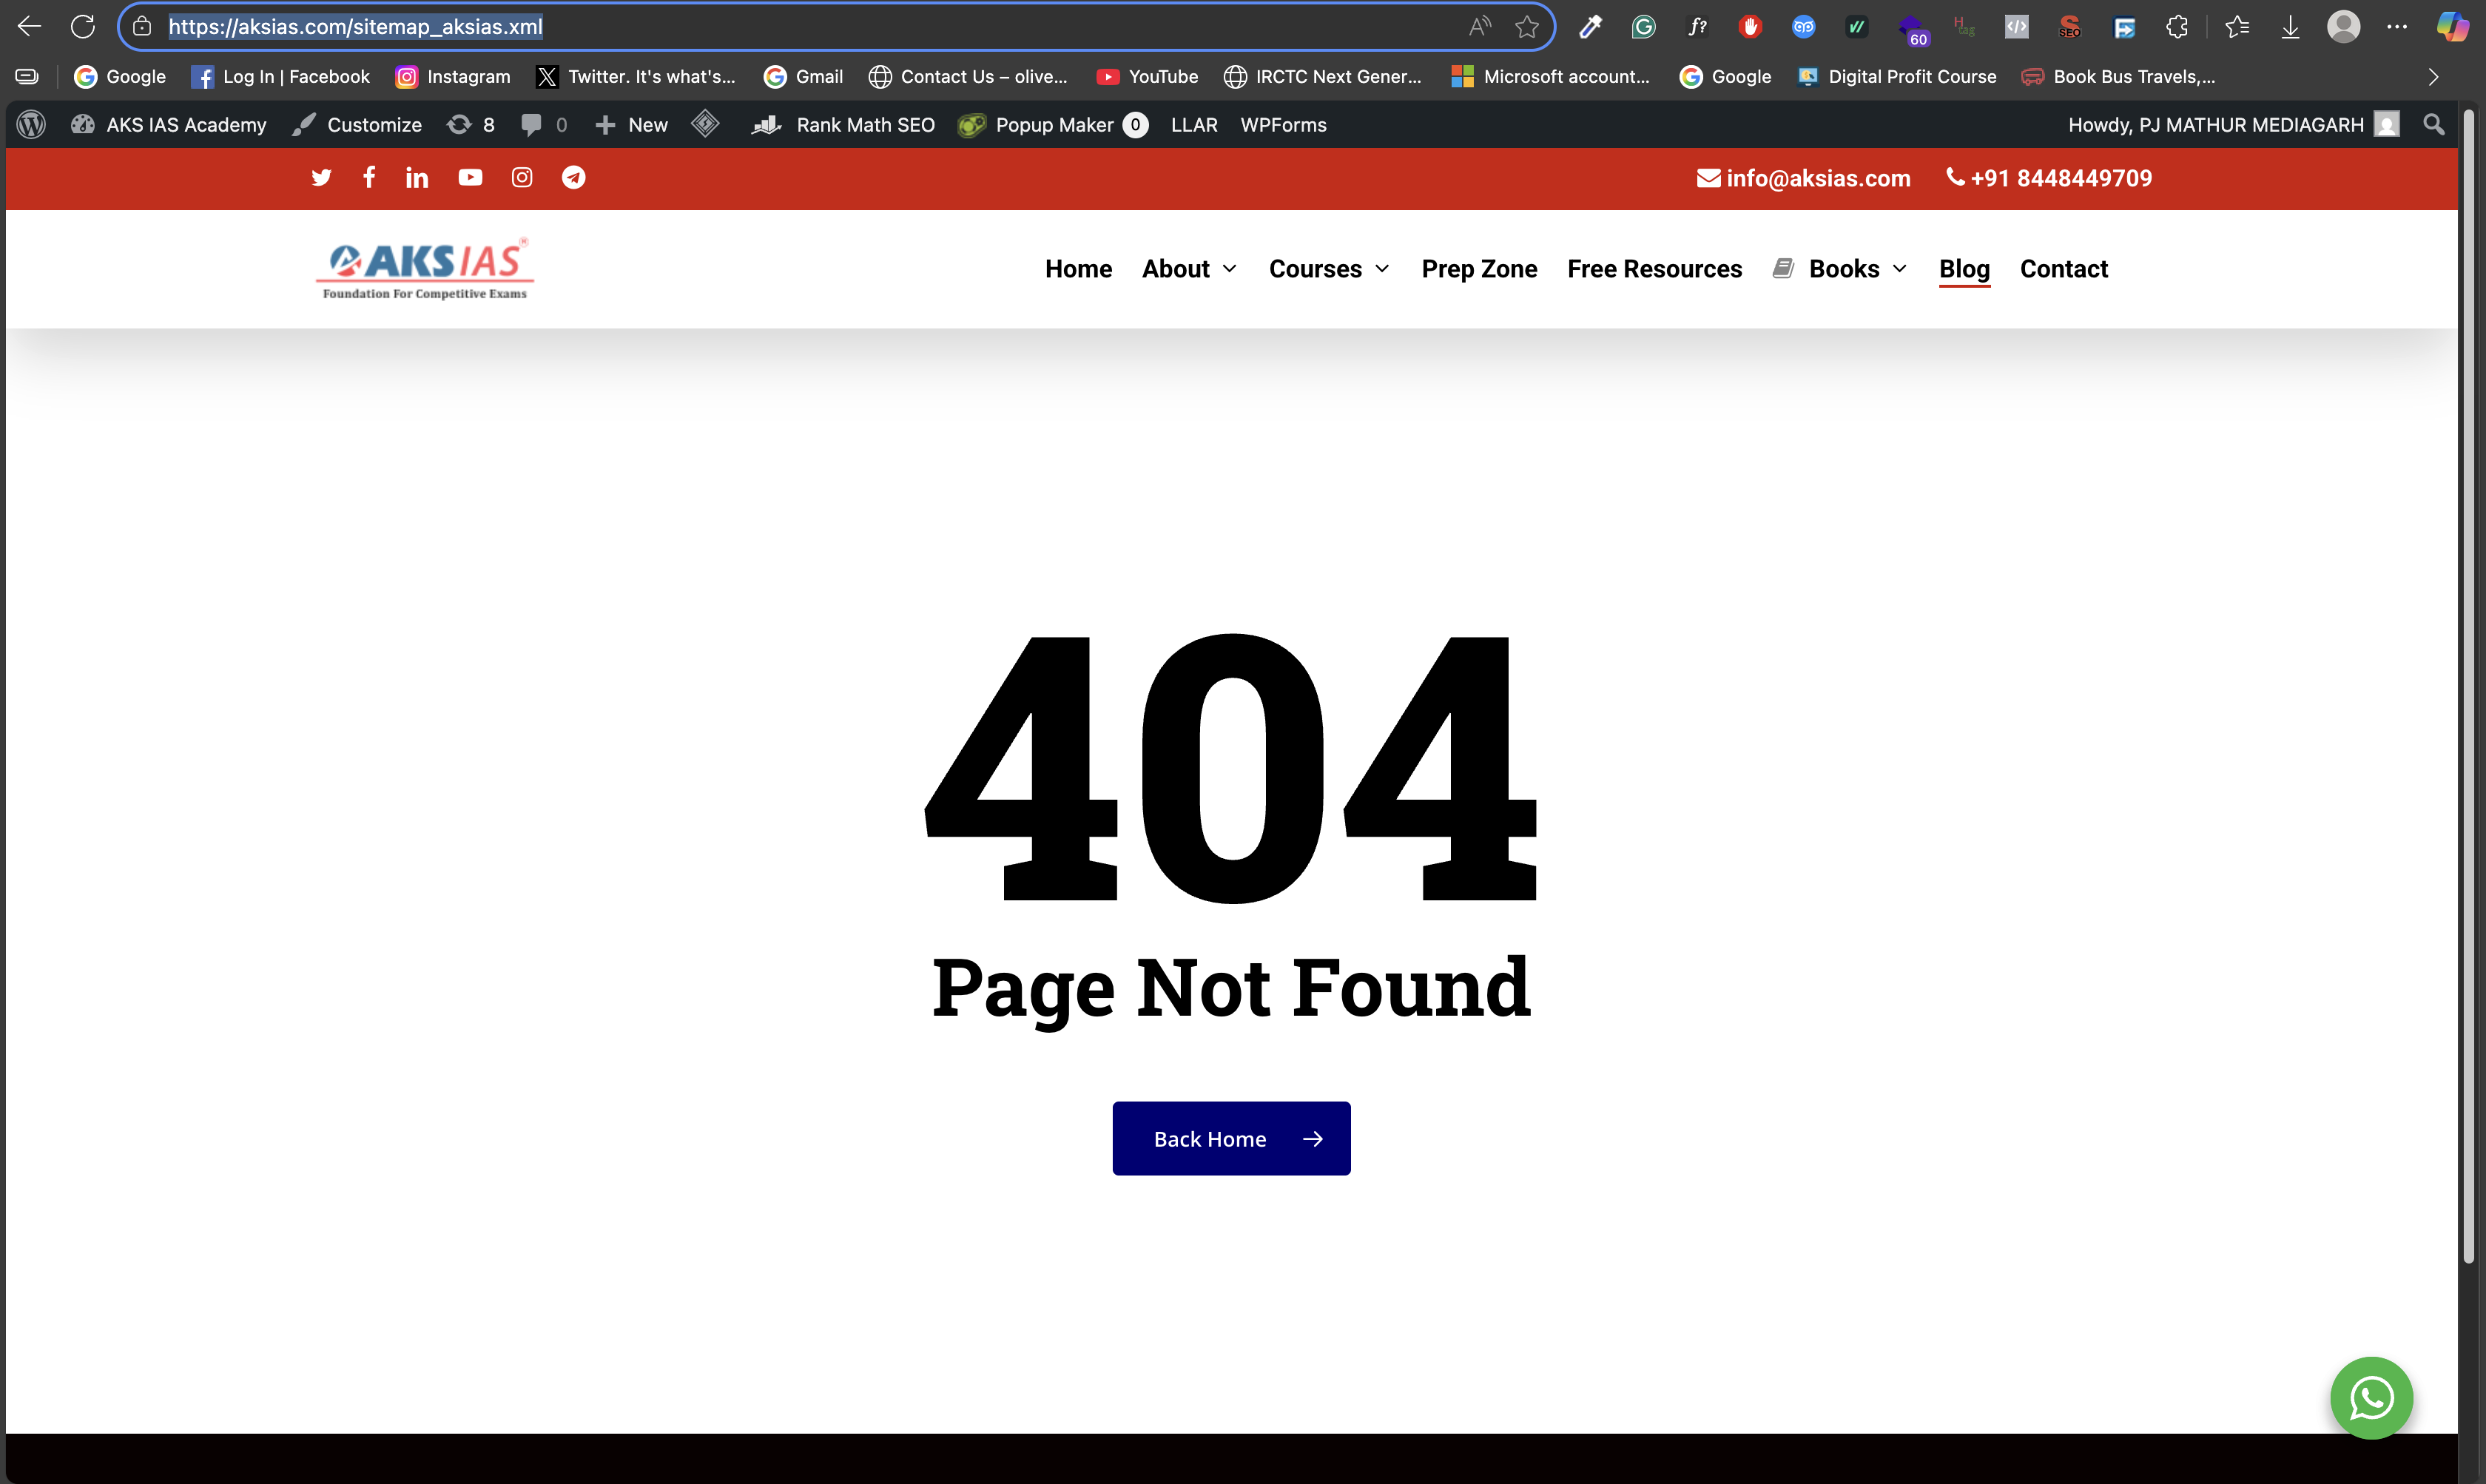 https://aksias.com/sitemap_aksias.xml
60
Google
Log In | Facebook
Instagram
Twitter. It's what's...
Gmail
Contact Us – olive...
YouTube
IRCTC Next Gener...
Microsoft account...
Google
Digital Profit Course
Book Bus Travels,...
AKS IAS Academy
Customize
8
0
New
Rank Math SEO
Popup Maker 0
LLAR
WPForms
Howdy, PJ MATHUR MEDIAGARH
info@aksias.com
+91 8448449709
AKSIAS
Foundation For Competitive Exams
Home
About
Courses
Prep Zone
Free Resources
Books
Blog
Contact
404
Page Not Found
Back Home